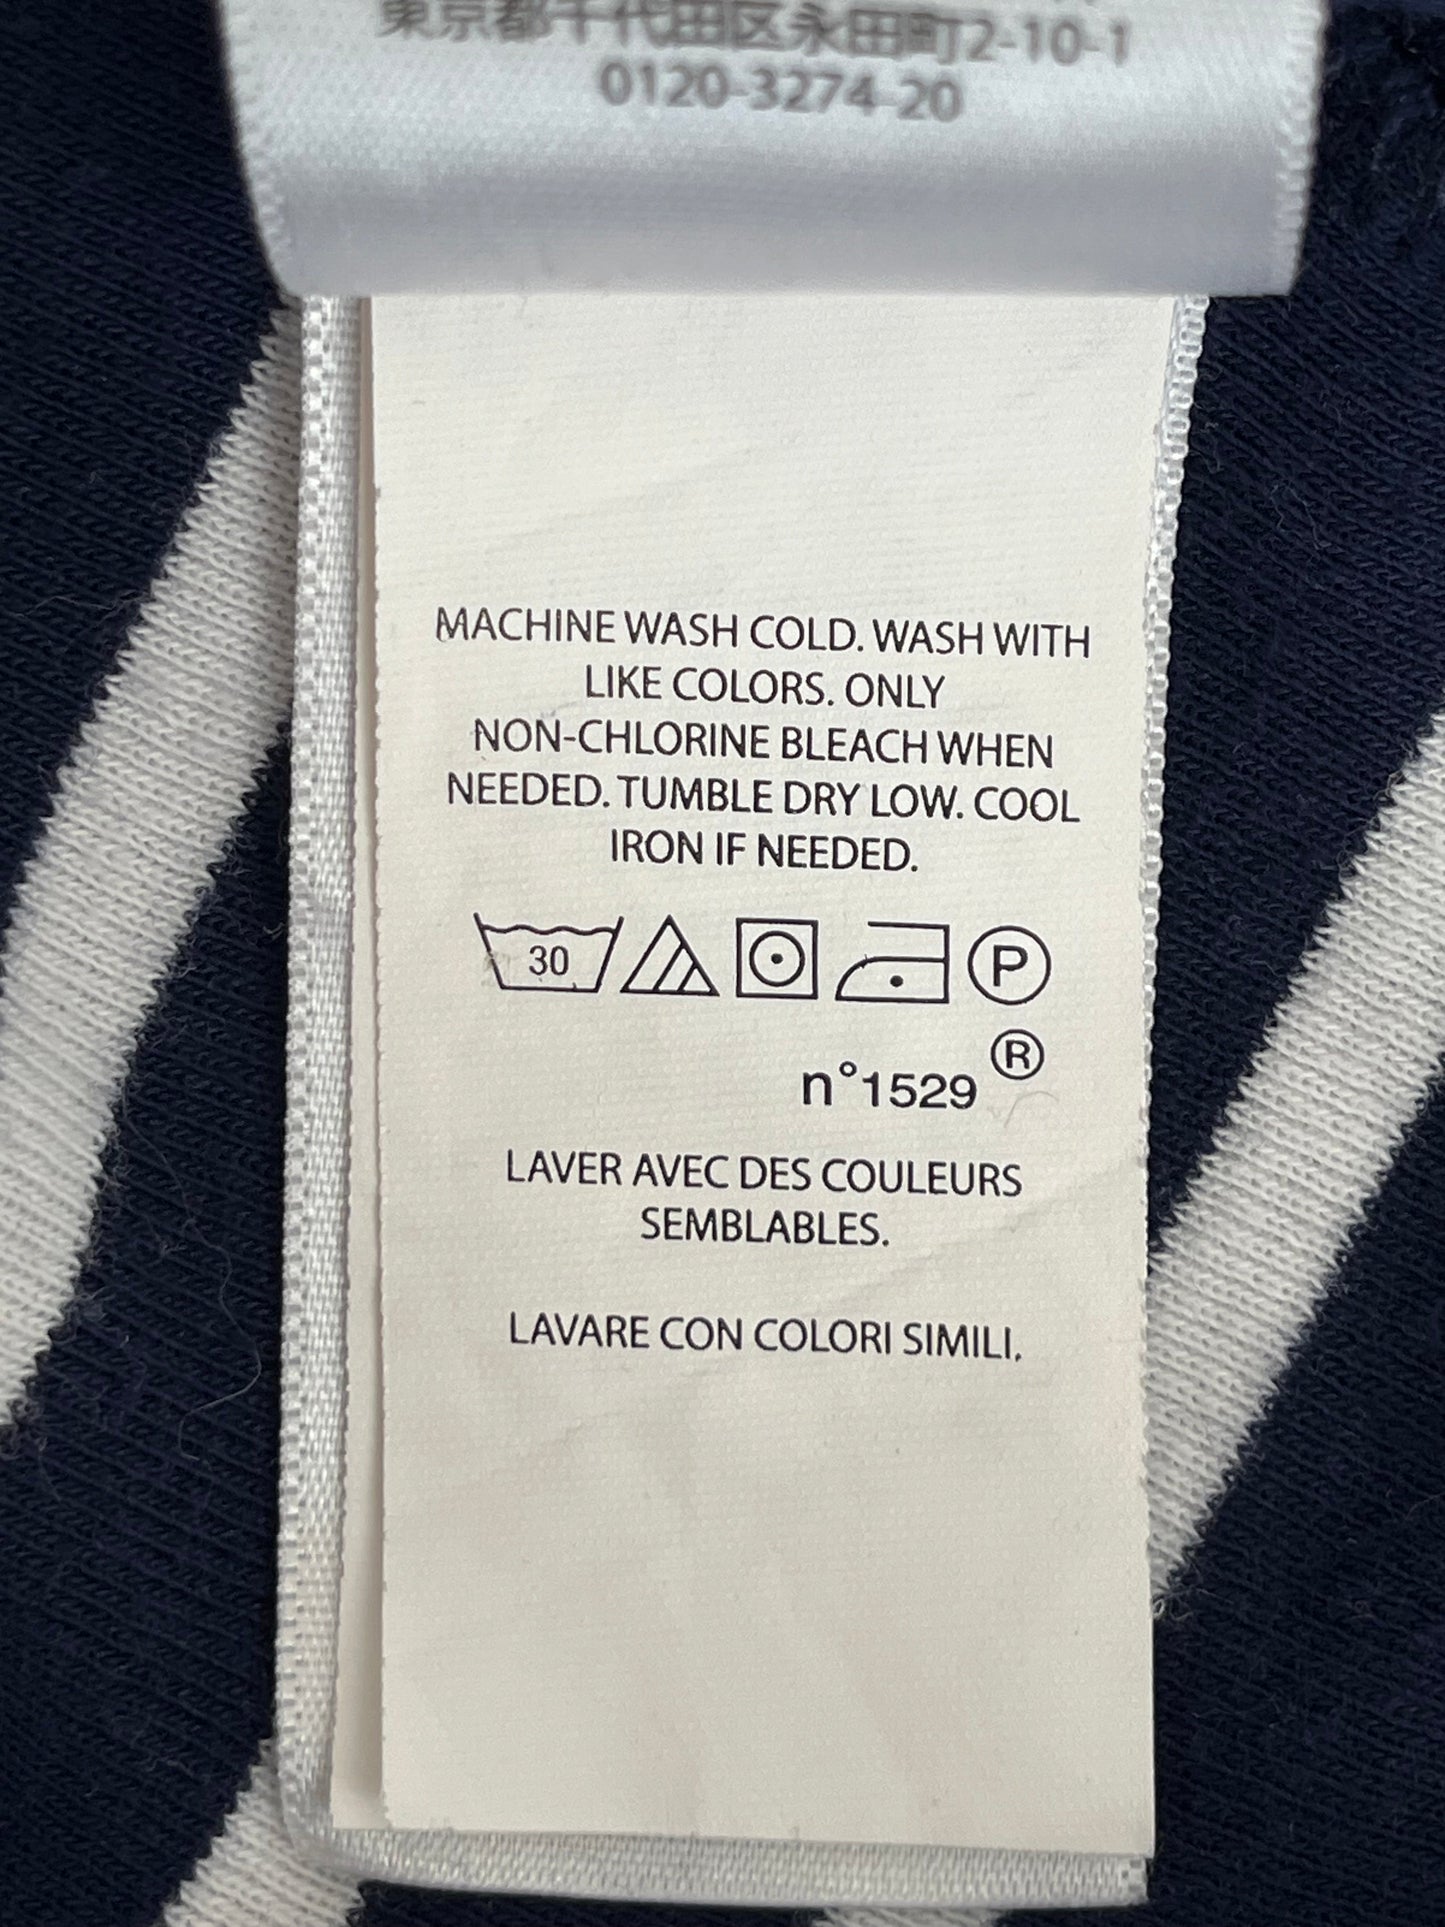 東京都千代田区永田町2-10-1
0120-3274-20
MACHINE WASH COLD. WASH WITH
LIKE COLORS. ONLY
NON-CHLORINE BLEACH WHEN
NEEDED. TUMBLE DRY LOW. COOL
IRON IF NEEDED.
30 P
n°1529 ®
LAVER AVEC DES COULEURS
SEMBLABLES.
LAVARE CON COLORI SIMILI.